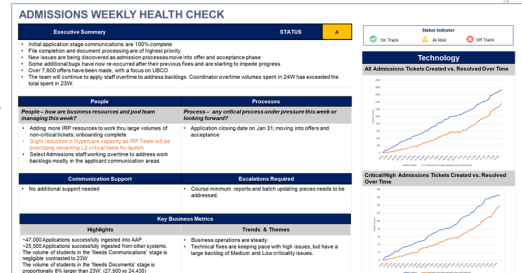 ADMISSIONS WEEKLY HEALTH CHECK
Executive Summary
STATUS
A
• Initial application stage communications are 100% complete
• File completion and document processing are of highest priority
• New issues are being discovered as admission process moves into offer and acceptance phase
• Some additional bugs have now re-occurred after their previous fixes and are starting to impede progress
• Over 7,600 offers have been made, with a focus on UBCO
• The team will continue to apply staff overtime to address backlogs. Coordinator overtime volumes spent in 24W has exceeded the
total spent in 23W.
Status Indicator
On Track
At Risk
Off Track
People
Processes
People – how are business resources and pod team
managing this week?
Process – any critical process under pressure this week or
looking forward?
• Adding more IRP resources to work thru large volumes of
non-critical tickets; onboarding complete
• Slight reduction in Hypercare capacity as IRP Team will be
prioritising remaining L2 critical items for launch
• Select Admissions staff working overtime to address work
backlogs mostly in the applicant communication areas
• Application closing date on Jan 31; moving into offers and
acceptance
Communication Support
Escalations Required
• No additional support needed
• Course minimum reports and batch updating pieces needs to be
addressed.
Key Business Metrics
Highlights
Trends & Themes
~47,000 Applications successfully ingested into AAP.
~25,500 Applications successfully ingested from other systems.
The volume of students in the 'Needs Communications' stage is
negligible contrasted to 23W
The volume of students in the 'Needs Documents' stage is
proportionally 8% larger than 23W. (27,500 vs 24,430)
• Business operations are steady.
• Technical fixes are keeping pace with high issues, but have a
large backlog of Medium and Low criticality issues.
Technology
All Admissions Tickets Created vs. Resolved Over Time
Critical/High Admissions Tickets Created vs. Resolved
Over Time